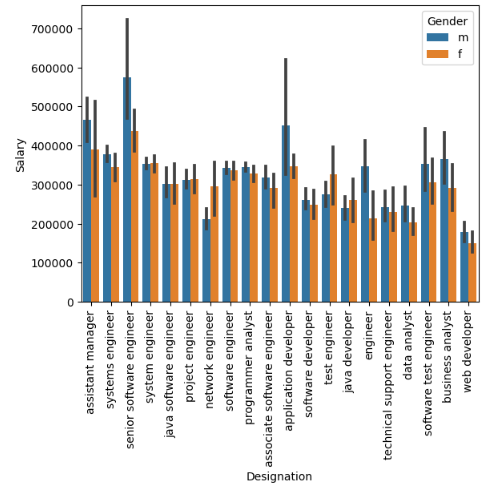 Gender
m
f
700000
600000
500000
400000
300000
200000
100000
0
Salary
assistant manager
systems engineer
senior software engineer
system engineer
java software engineer
project engineer
network engineer
software engineer
programmer analyst
associate software engineer
application developer
software developer
test engineer
java developer
engineer
technical support engineer
data analyst
software test engineer
business analyst
web developer
Designation